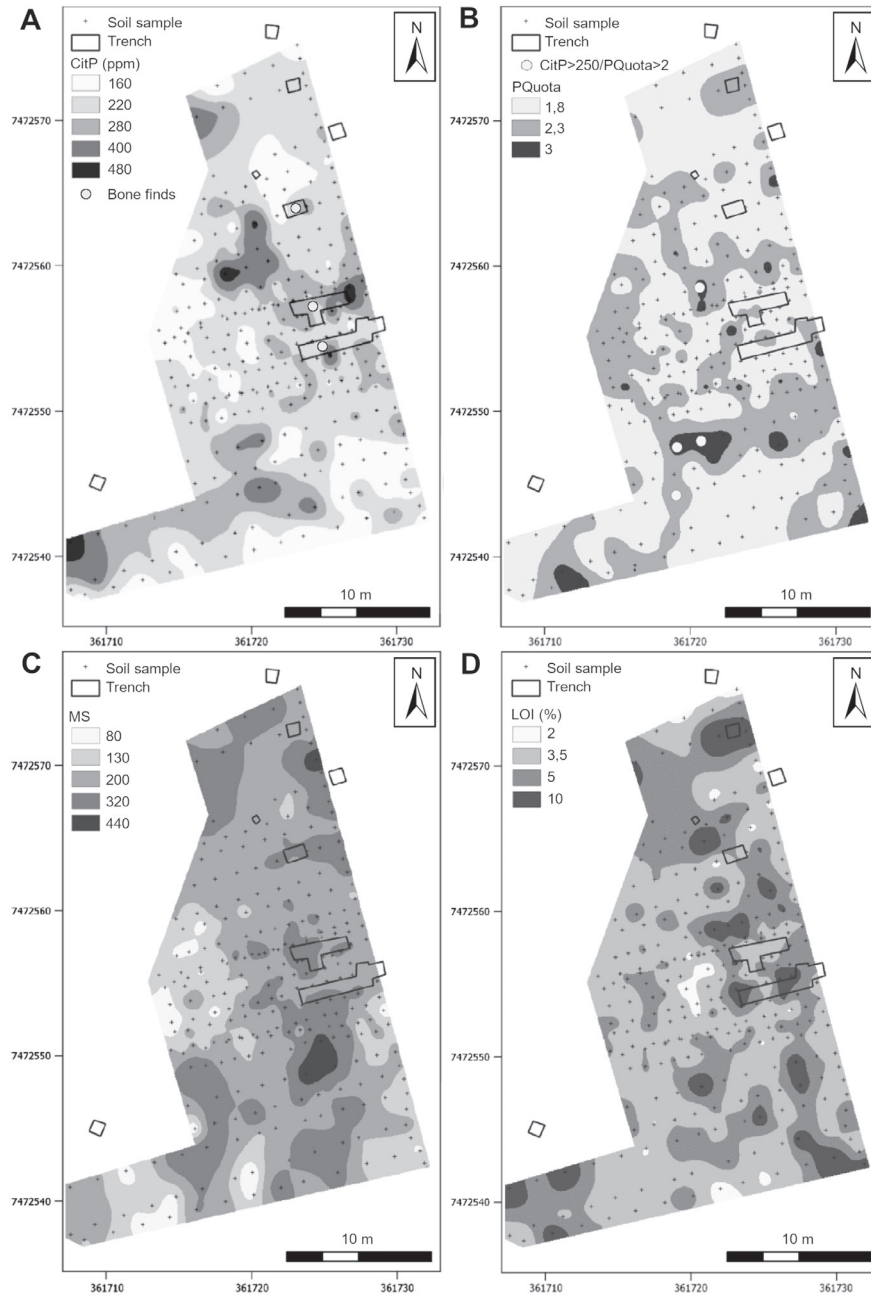 A
Soil sample
Trench
CitP (ppm)
160
220
280
400
480
Bone finds
N
7472570
7472560
7472550
7472540
10 m
361710 361720 361730
B
Soil sample
Trench
CitP>250/PQuota>2
PQuota
1,8
2,3
3
N
7472570
7472560
7472550
7472540
10 m
361710 361720 361730
C
Soil sample
Trench
MS
80
130
200
320
440
N
7472570
7472560
7472550
7472540
10 m
361710 361720 361730
D
Soil sample
Trench
LOI (%)
2
3,5
5
10
N
7472570
7472560
7472550
7472540
10 m
361710 361720 361730